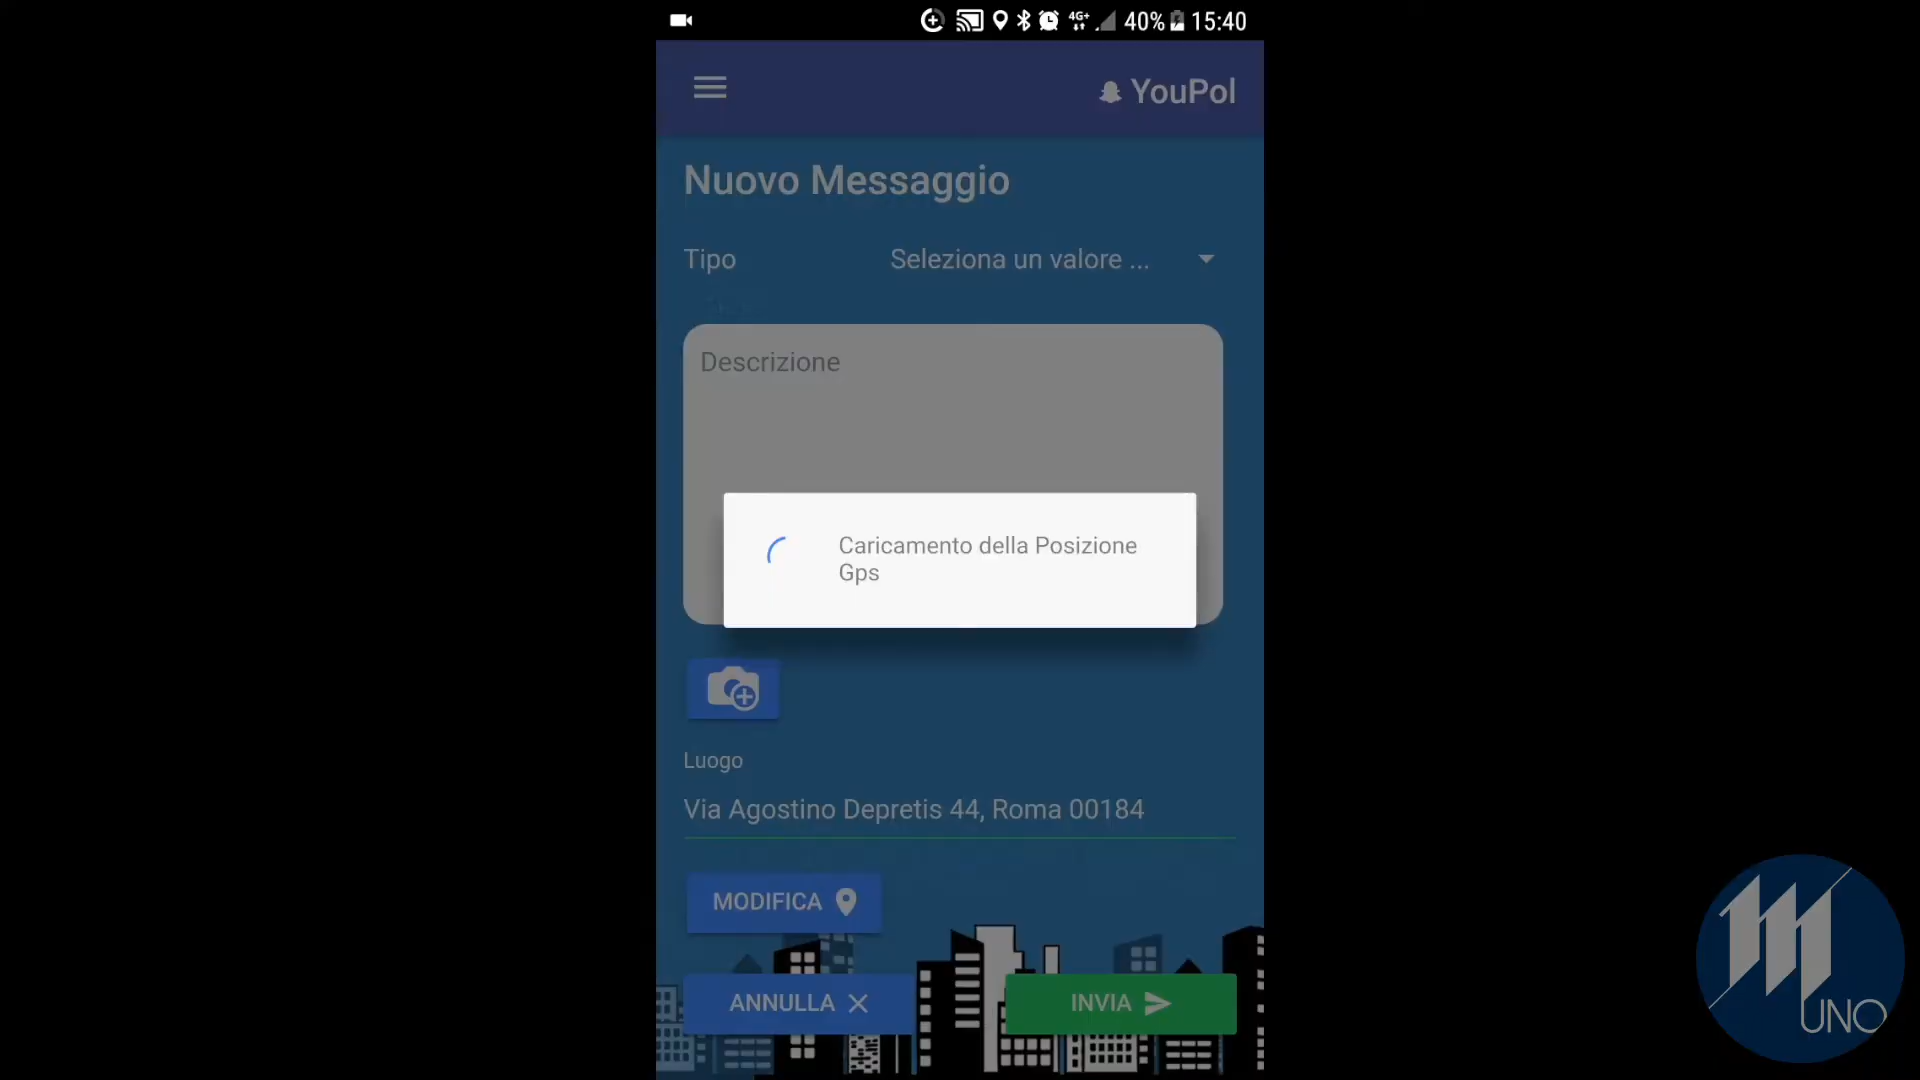 4G+ 40% 15:40
YouPol
Nuovo Messaggio
Tipo Seleziona un valore ...
Descrizione
Caricamento della Posizione
Gps
Luogo
Via Agostino Depretis 44, Roma 00184
MODIFICA
ANNULLA INVIA
UNO